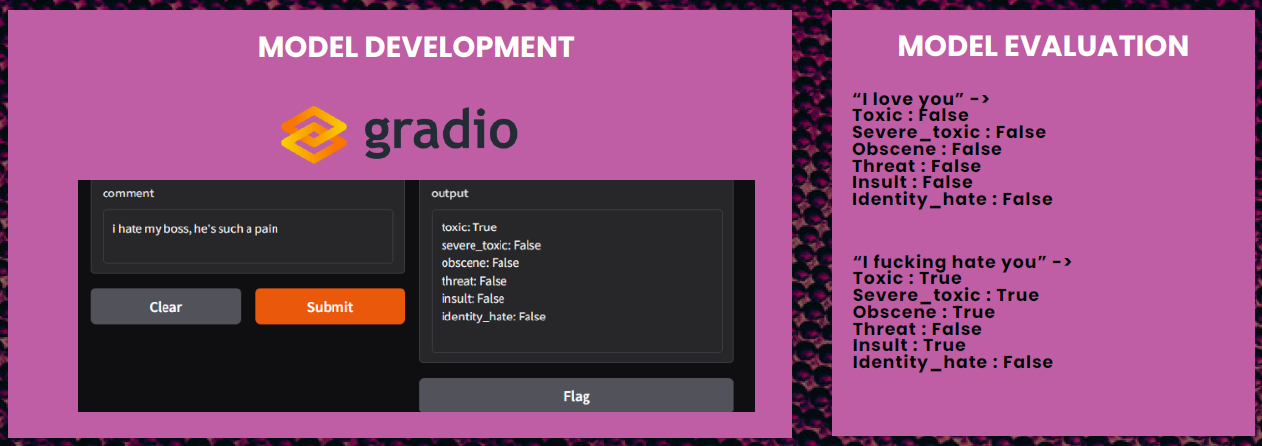 MODEL DEVELOPMENT
gradio
comment
i hate my boss, he's such a pain
Clear
Submit
output
toxic: True
severe_toxic: False
obscene: False
threat: False
insult: False
identity_hate: False
Flag
MODEL EVALUATION
“I love you” ->
Toxic : False
Severe_toxic : False
Obscene : False
Threat : False
Insult : False
Identity_hate : False
“I fucking hate you” ->
Toxic : True
Severe_toxic : True
Obscene : True
Threat : False
Insult : True
Identity_hate : False